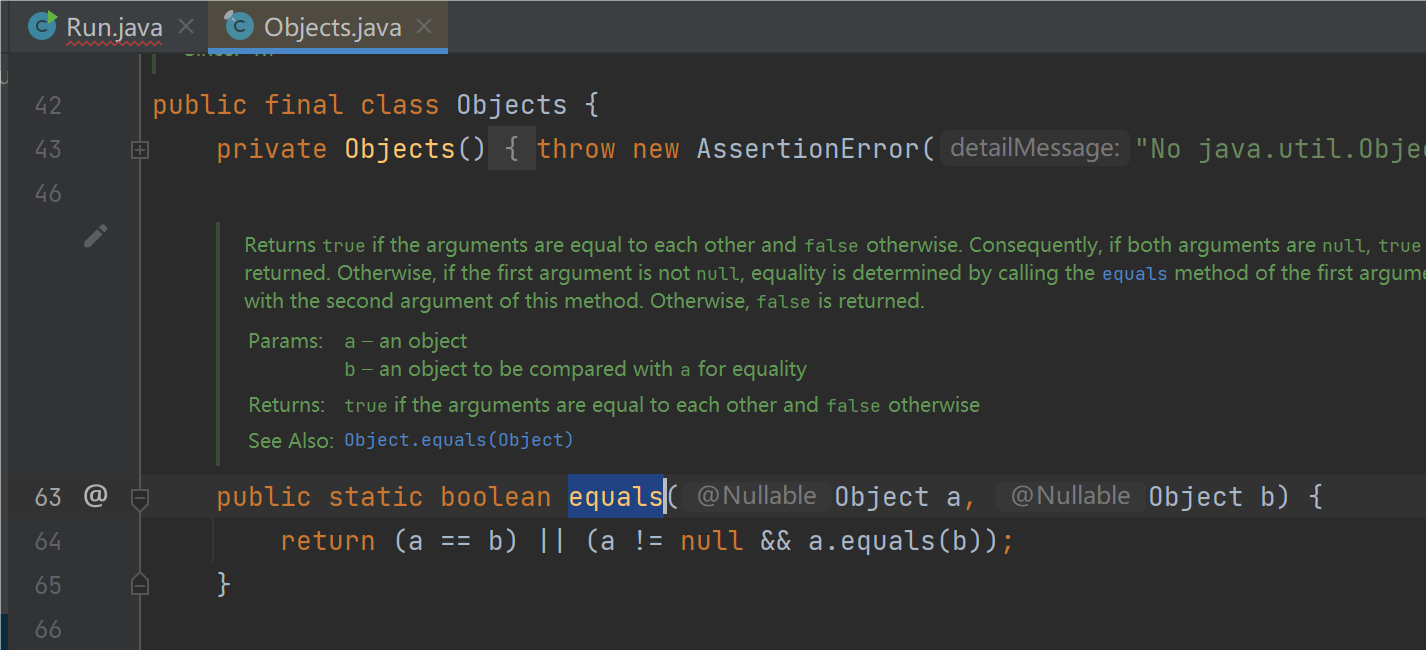 Run.java
Objects.java
42 public final class Objects {
43 private Objects() { throw new AssertionError( detailMessage: "No java.util.Obje
46
Returns true if the arguments are equal to each other and false otherwise. Consequently, if both arguments are null, true
returned. Otherwise, if the first argument is not null, equality is determined by calling the equals method of the first argume
with the second argument of this method. Otherwise, false is returned.
Params: a – an object
b – an object to be compared with a for equality
Returns: true if the arguments are equal to each other and false otherwise
See Also: Object.equals(Object)
63 @ public static boolean equals( @Nullable Object a, @Nullable Object b) {
64 return (a == b) || (a != null && a.equals(b));
65 }
66